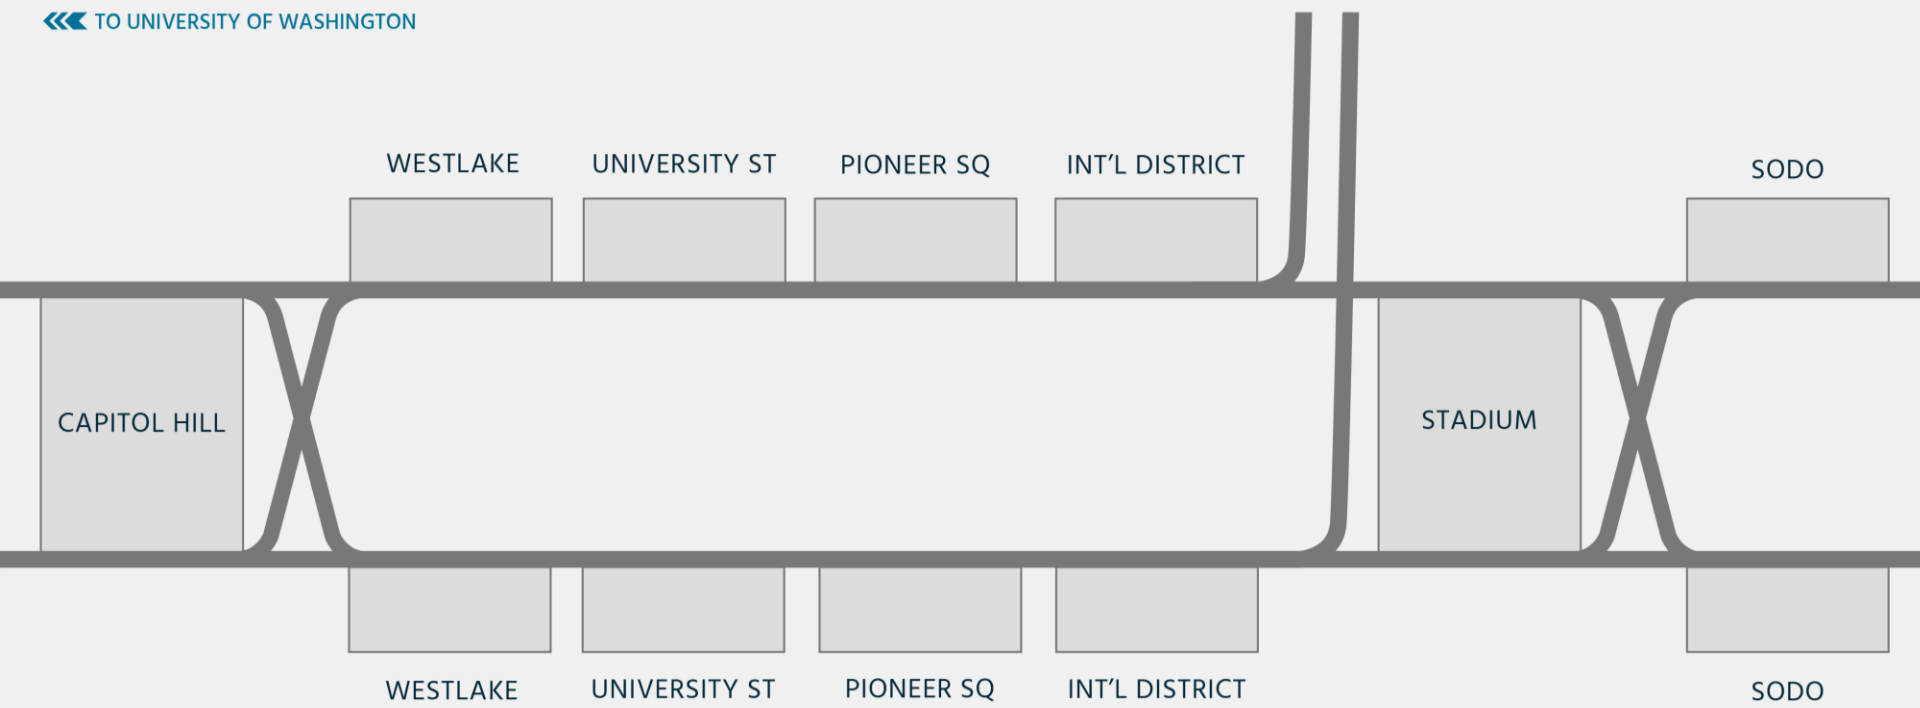 TO UNIVERSITY OF WASHINGTON
WESTLAKE
UNIVERSITY ST
PIONEER SQ
INT'L DISTRICT
SODO
CAPITOL HILL
STADIUM
WESTLAKE
UNIVERSITY ST
PIONEER SQ
INT'L DISTRICT
SODO